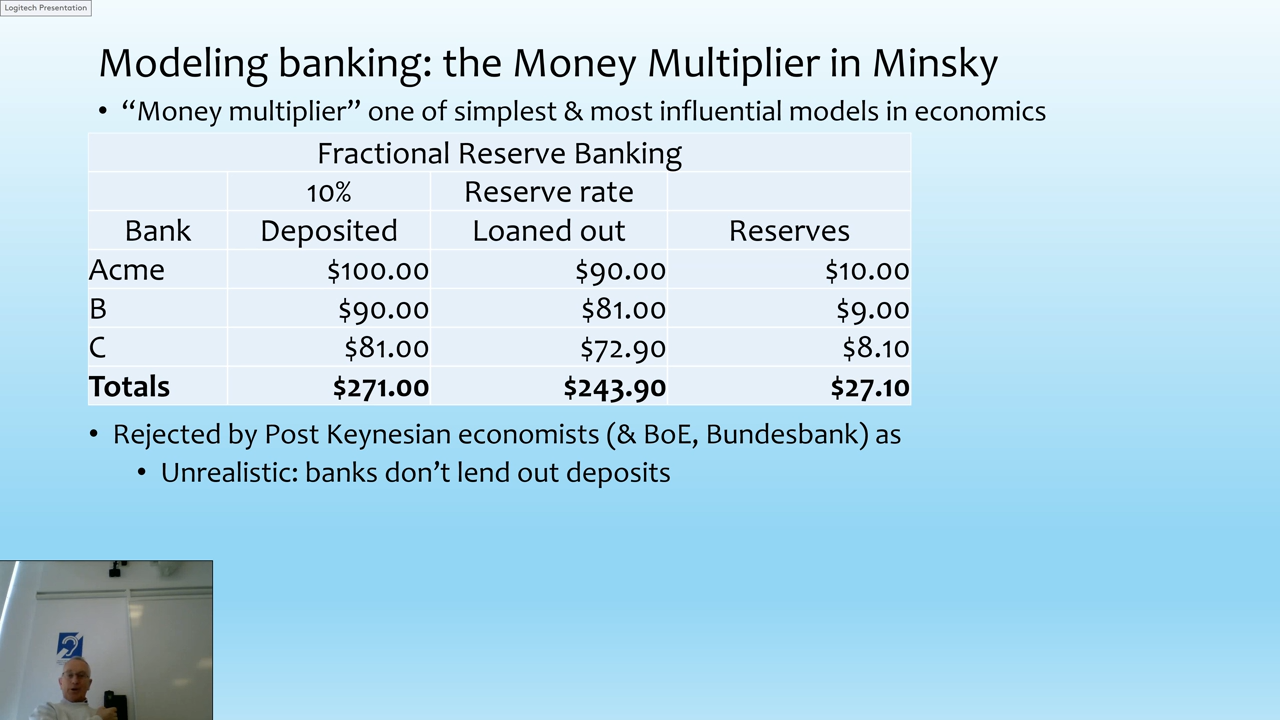 Logitech Presentation
Modeling banking: the Money Multiplier in Minsky
• “Money multiplier” one of simplest & most influential models in economics
Fractional Reserve Banking
10% Reserve rate
Bank Deposited Loaned out Reserves
Acme $100.00 $90.00 $10.00
B $90.00 $81.00 $9.00
C $81.00 $72.90 $8.10
Totals $271.00 $243.90 $27.10
• Rejected by Post Keynesian economists (& BoE, Bundesbank) as
• Unrealistic: banks don’t lend out deposits